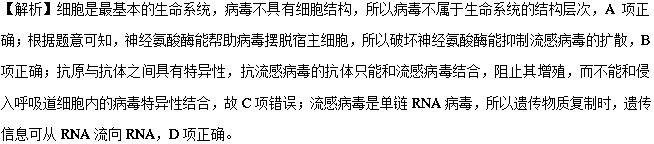 【解析】细胞是最基本的生命系统，病毒不具有细胞结构，所以病毒不属于生命系统的结构层次，A 项正
确；根据题意可知，神经氨酸酶能帮助病毒摆脱宿主细胞，所以破坏神经氨酸酶能抑制流感病毒的扩散，B
项正确；抗原与抗体之间具有特异性，抗流感病毒的抗体只能和流感病毒结合，阻止其增殖，而不能和侵
入呼吸道细胞内的病毒特异性结合，故 C 项错误；流感病毒是单链 RNA 病毒，所以遗传物质复制时，遗传
信息可从 RNA 流向 RNA，D 项正确。